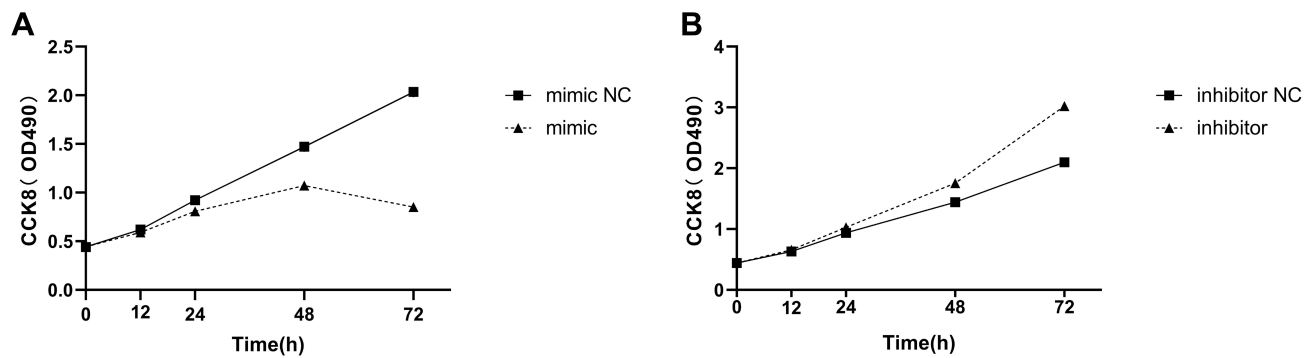 A
2.5
2.0
1.5
1.0
0.5
0.0
CCK8( OD490)
0 12 24 48 72
Time(h)
mimic NC
mimic
B
4
3
2
1
0
CCK8( OD490)
0 12 24 48 72
Time(h)
inhibitor NC
inhibitor